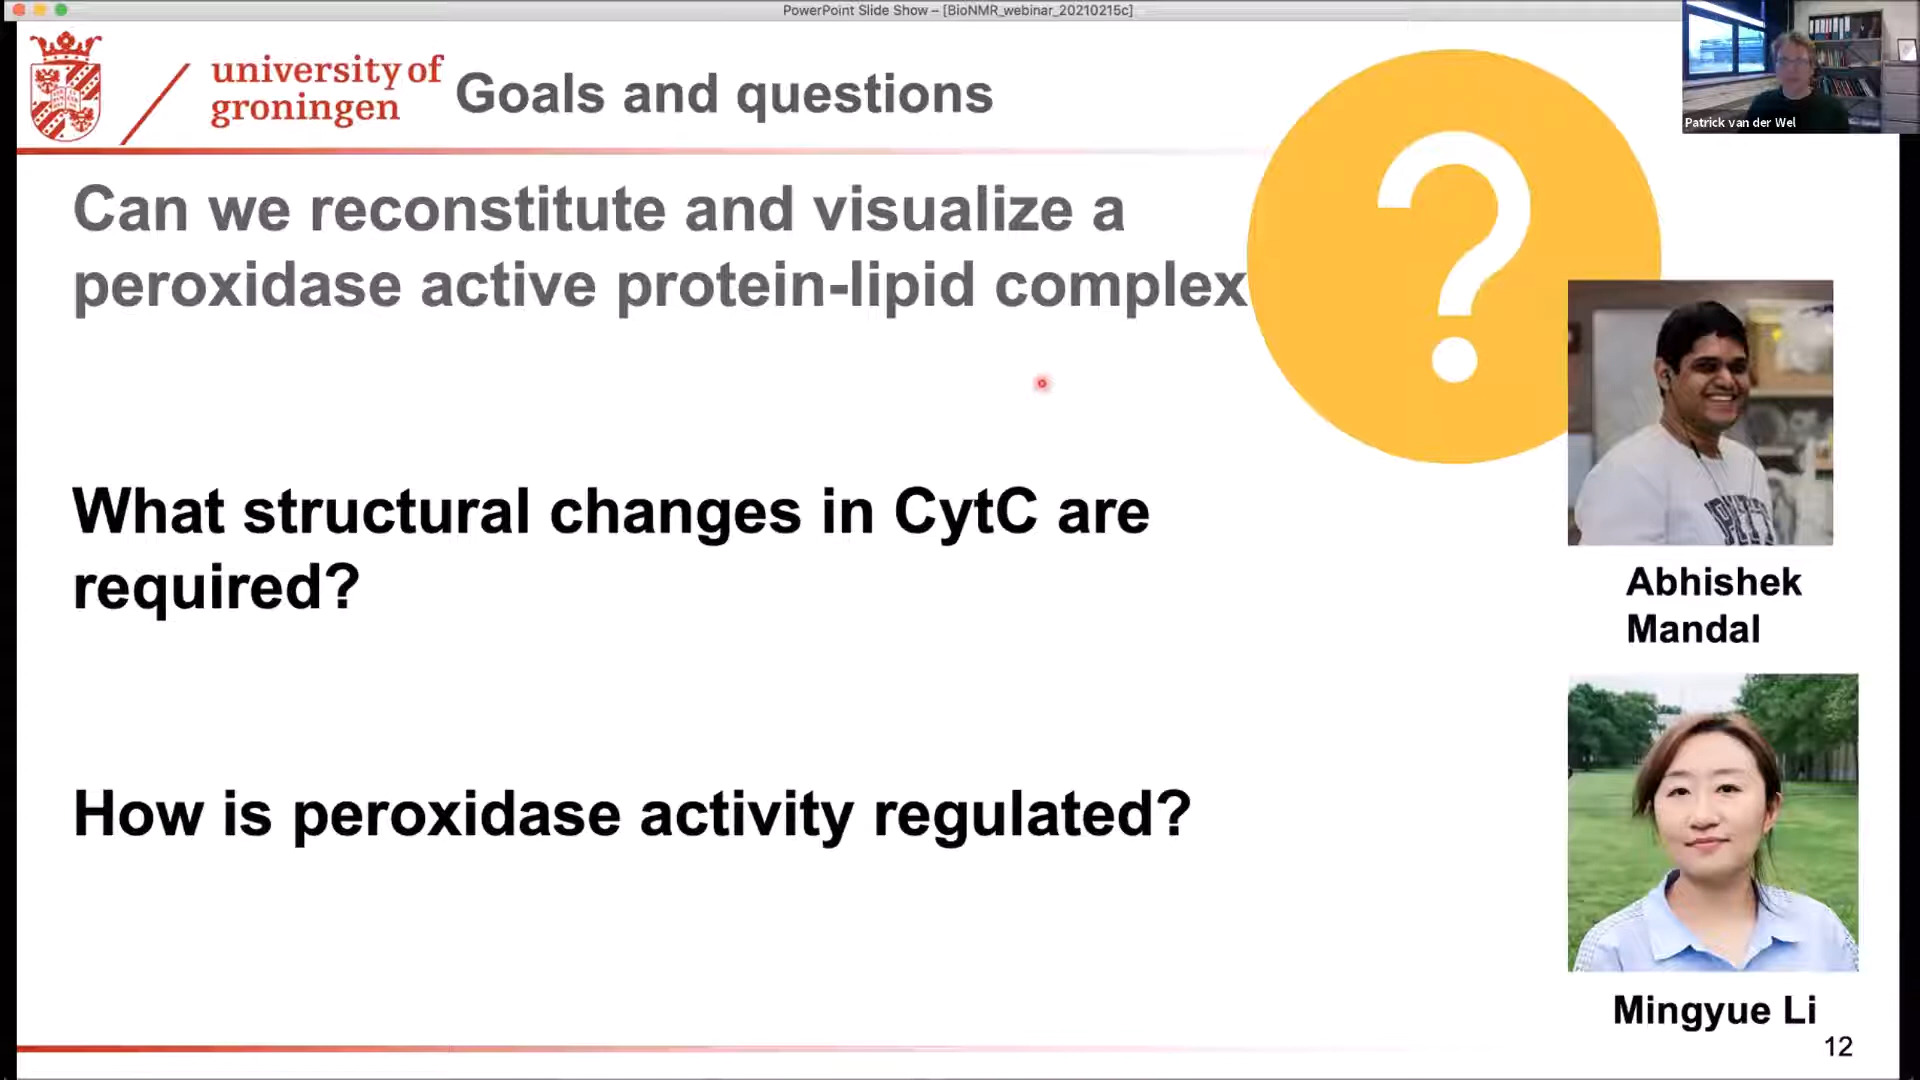 PowerPoint Slide Show – [BioNMR_webinar_20210215c]
university of
groningen
Goals and questions
Patrick van der Wel
Can we reconstitute and visualize a
peroxidase active protein-lipid complex
?
What structural changes in CytC are
required?
Abhishek
Mandal
How is peroxidase activity regulated?
Mingyue Li
12